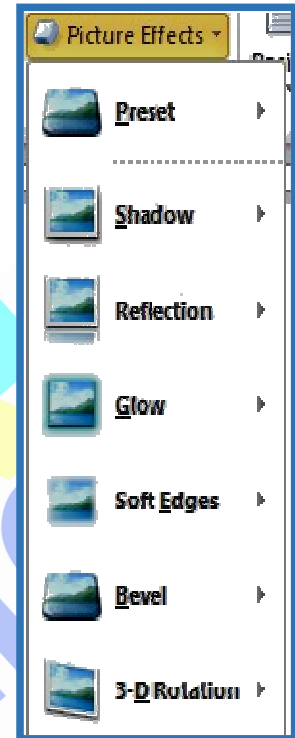 Picture Effects
Preset
Shadow
Reflection
Glow
Soft Edges
Bevel
3-D Rotation